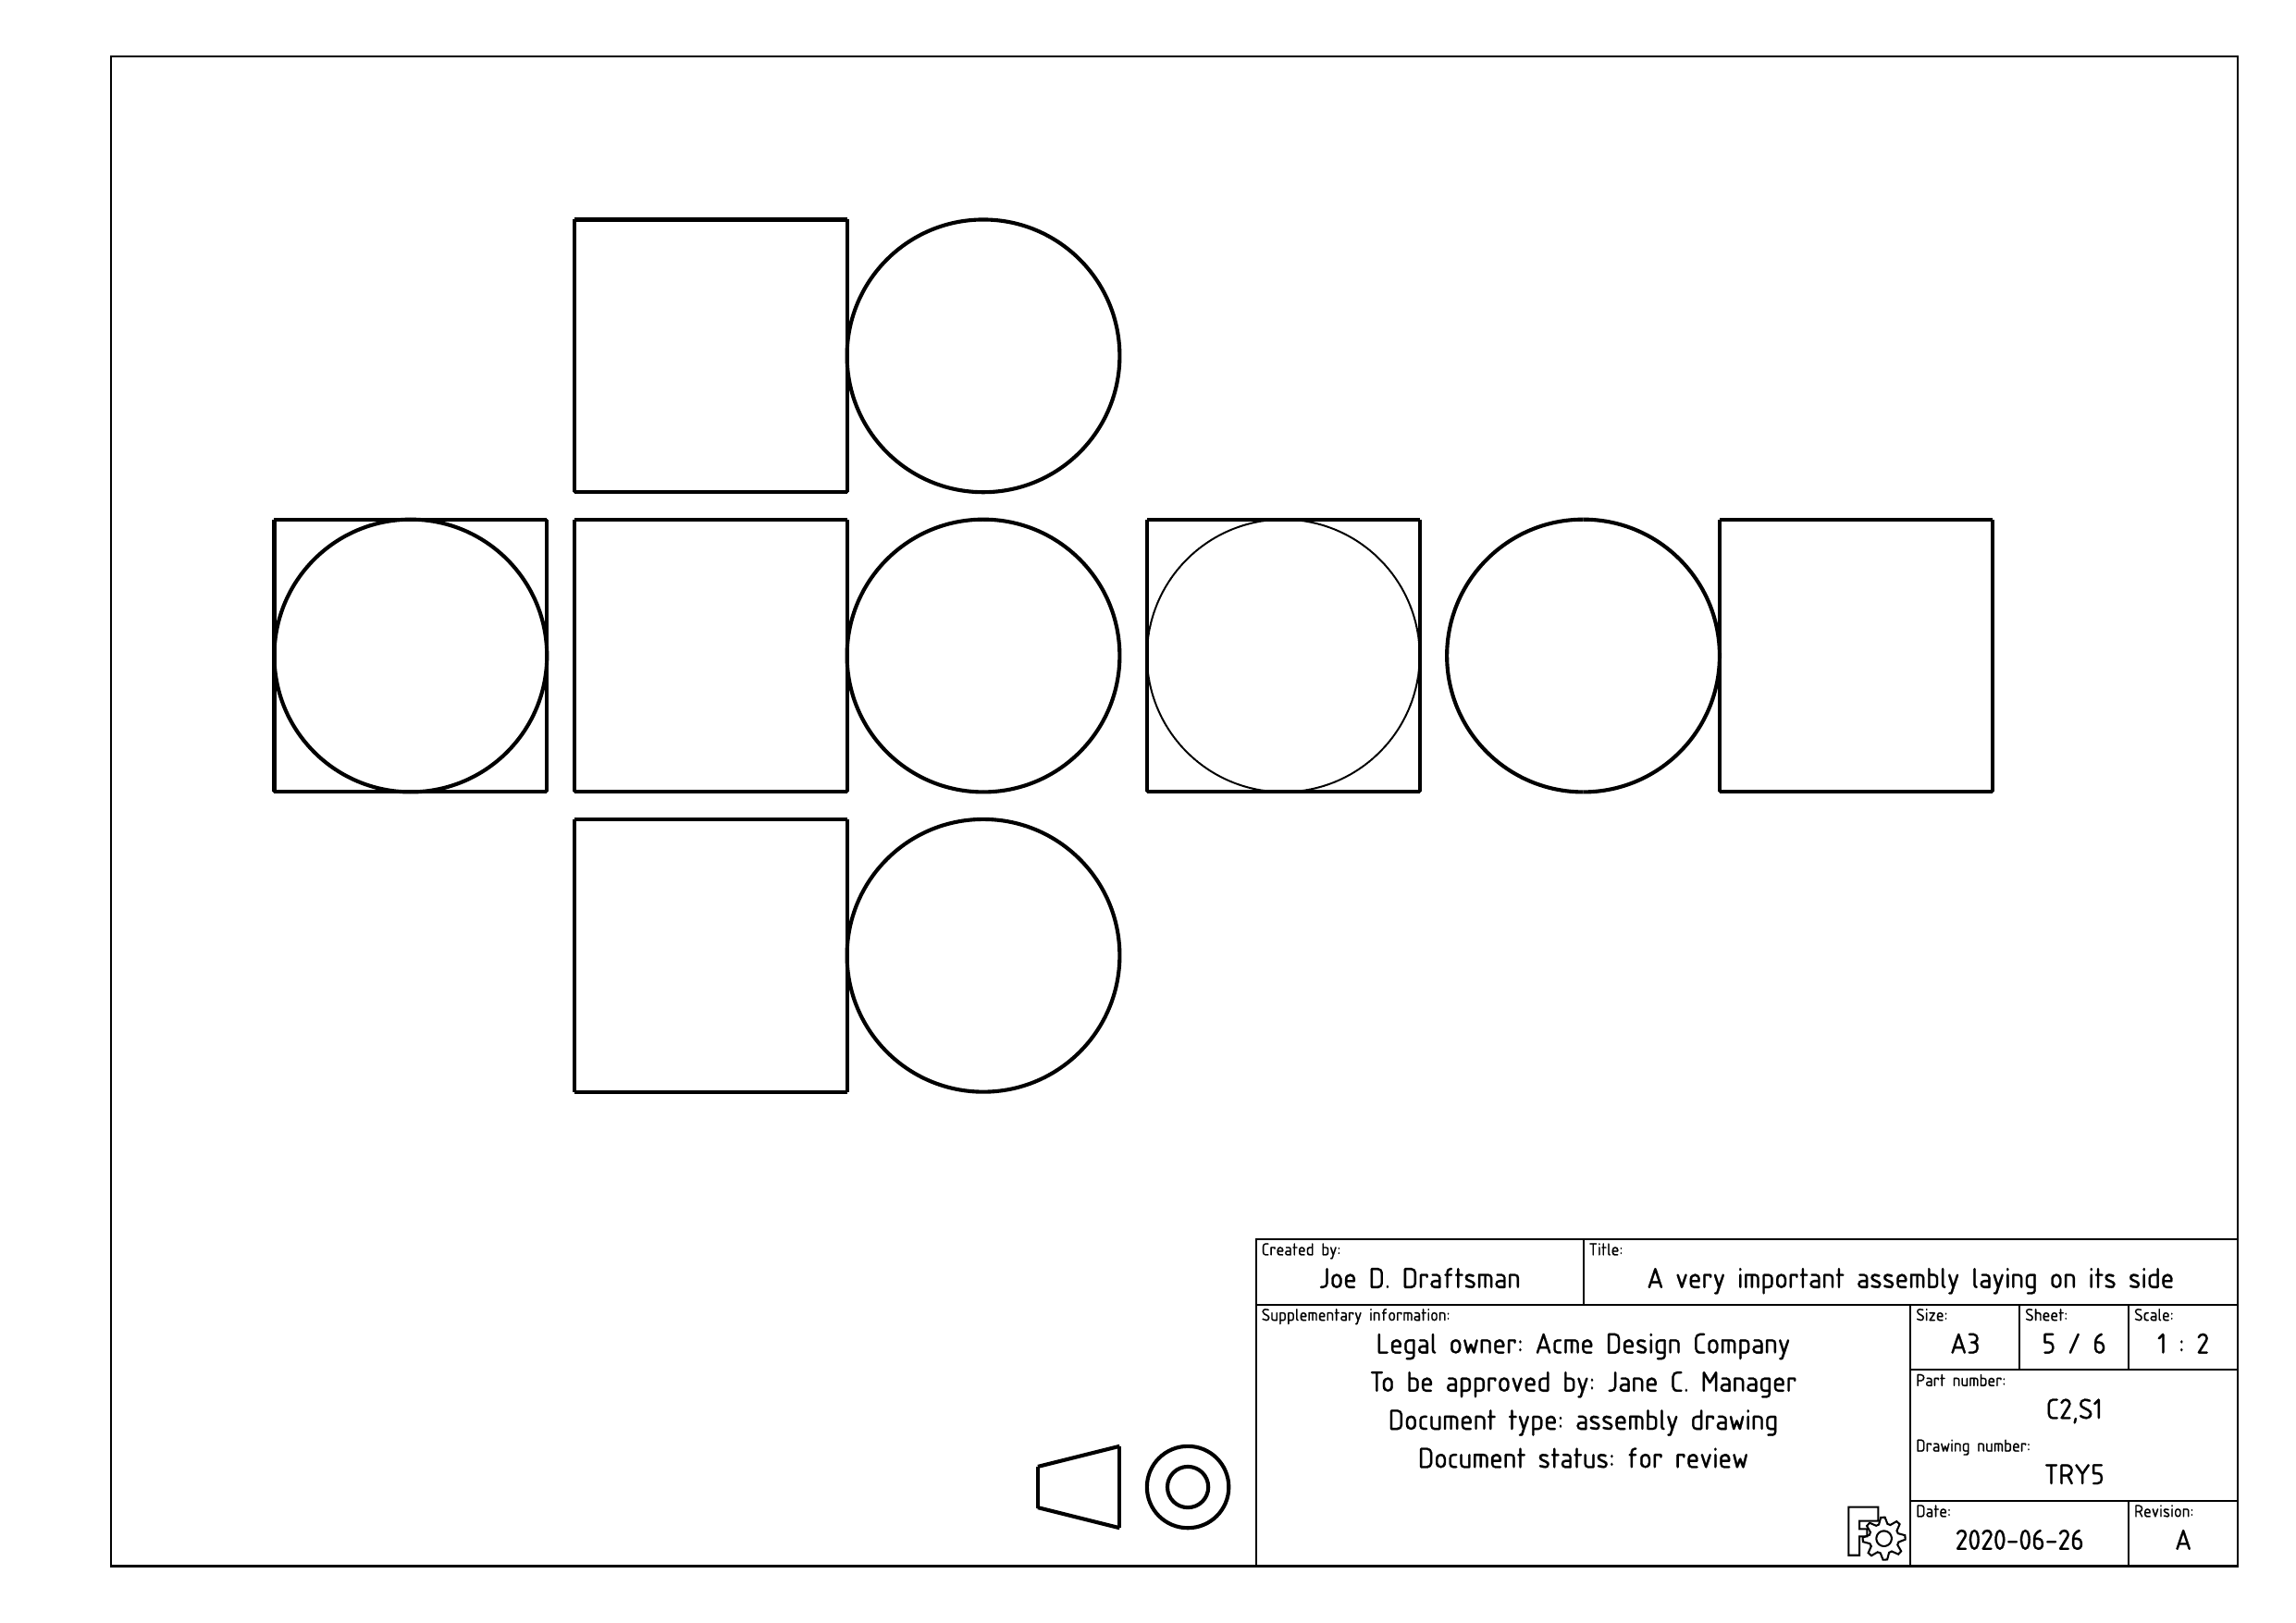 Created by:
Joe D. Draftsman
Title:
A very important assembly laying on its side
Supplementary information:
Legal owner: Acme Design Company
To be approved by: Jane C. Manager
Document type: assembly drawing
Document status: for review
Size:
A3
Sheet:
5 / 6
Scale:
1 : 2
Part number:
C2,S1
Drawing number:
TRY5
Date:
2020-06-26
Revision:
A